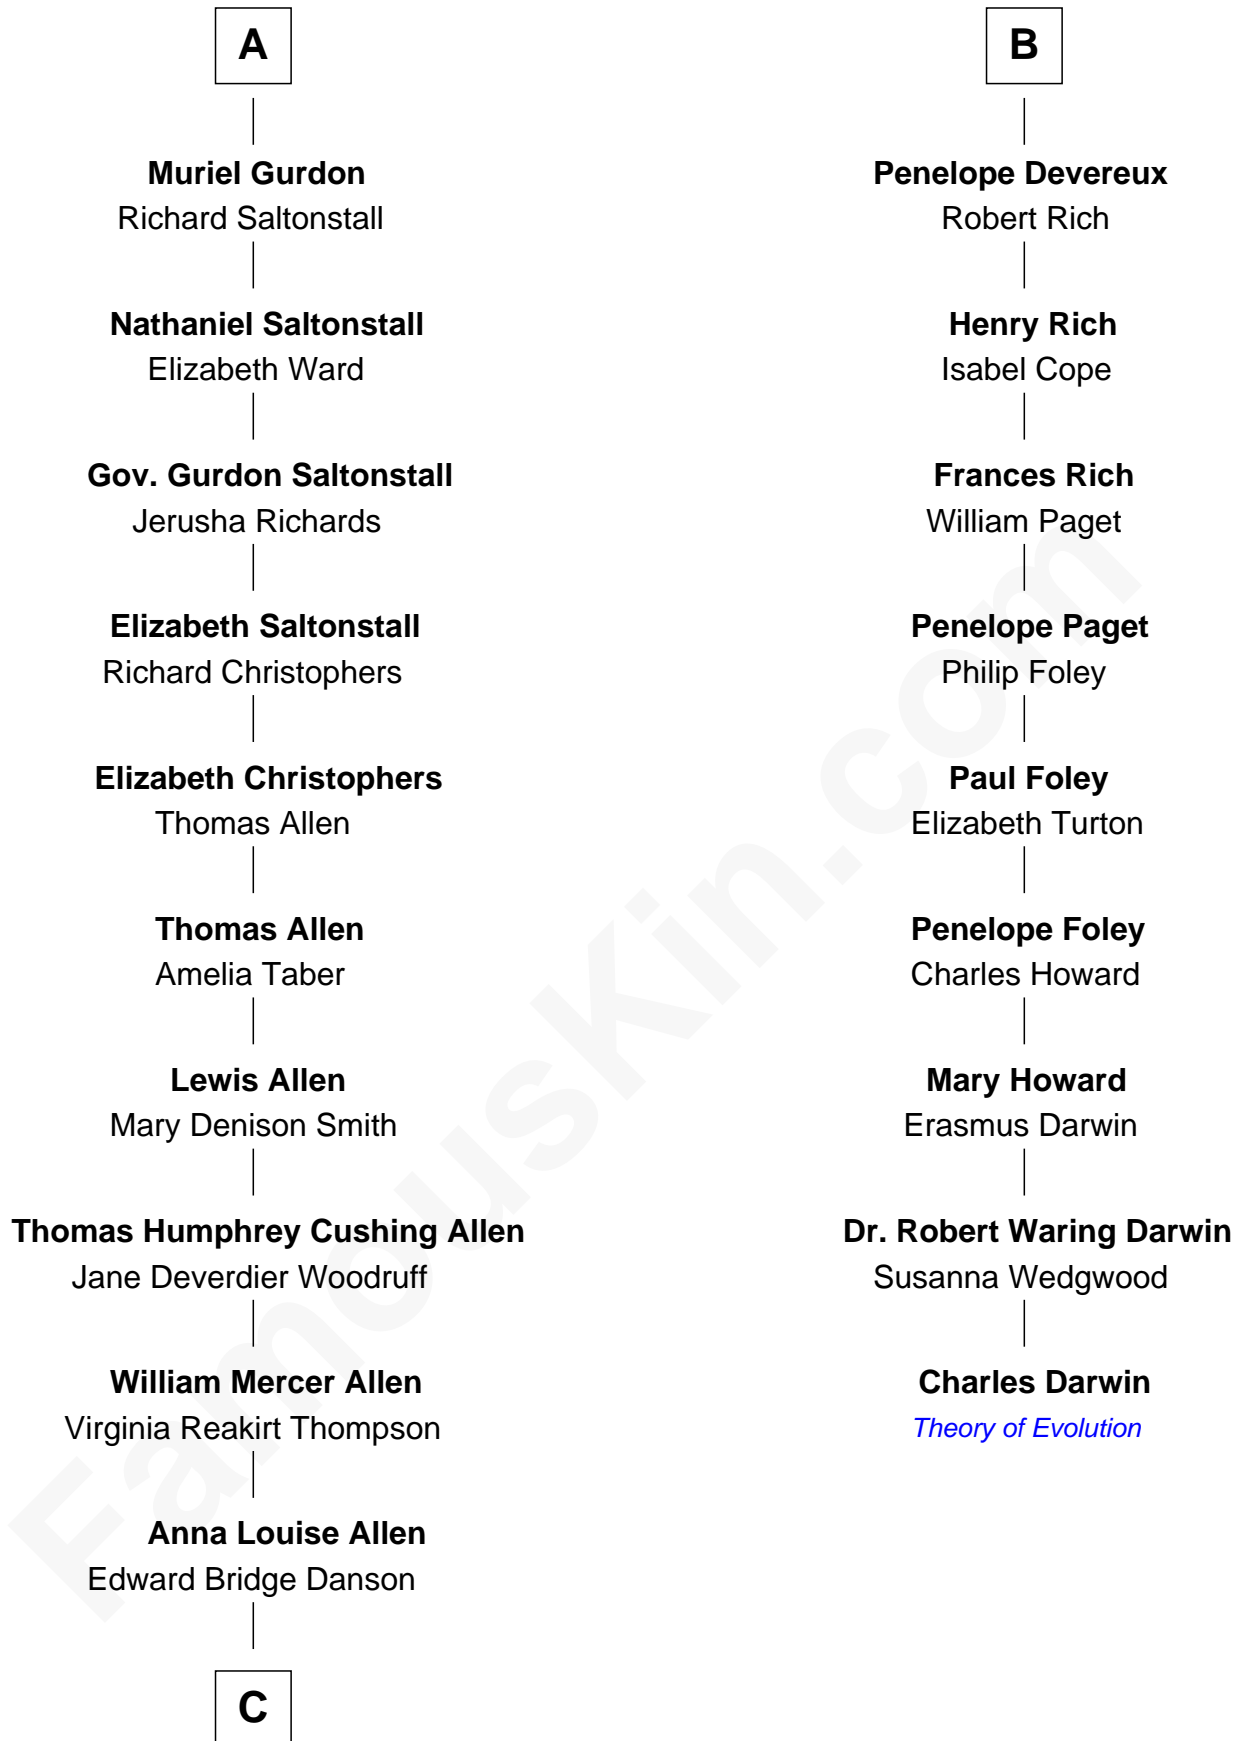 A
Muriel Gurdon
Richard Saltonstall
Nathaniel Saltonstall
Elizabeth Ward
Gov. Gurdon Saltonstall
Jerusha Richards
Elizabeth Saltonstall
Richard Christophers
Elizabeth Christophers
Thomas Allen
Thomas Allen
Amelia Taber
Lewis Allen
Mary Denison Smith
Thomas Humphrey Cushing Allen
Jane Deverdier Woodruff
William Mercer Allen
Virginia Reakirt Thompson
Anna Louise Allen
Edward Bridge Danson
C
B
Penelope Devereux
Robert Rich
Henry Rich
Isabel Cope
Frances Rich
William Paget
Penelope Paget
Philip Foley
Paul Foley
Elizabeth Turton
Penelope Foley
Charles Howard
Mary Howard
Erasmus Darwin
Dr. Robert Waring Darwin
Susanna Wedgwood
Charles Darwin
Theory of Evolution
FamousKin.com